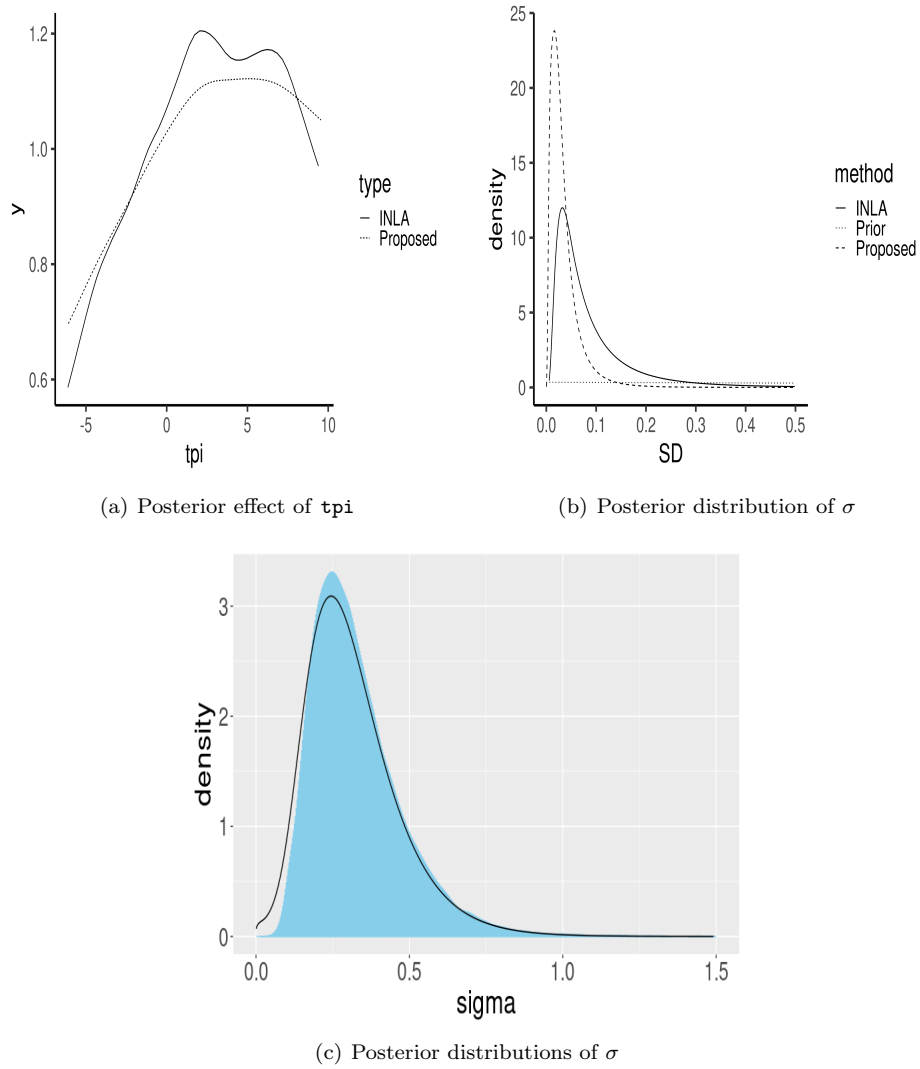 1.2
1.0
0.8
0.6
y
-5
0
5
10
tpi
type
INLA
Proposed
(a) Posterior effect of tpi
25
20
15
10
5
0
density
0.0
0.1
0.2
0.3
0.4
0.5
SD
method
INLA
Prior
Proposed
(b) Posterior distribution of σ
3
2
1
0
density
0.0
0.5
1.0
1.5
sigma
(c) Posterior distributions of σ